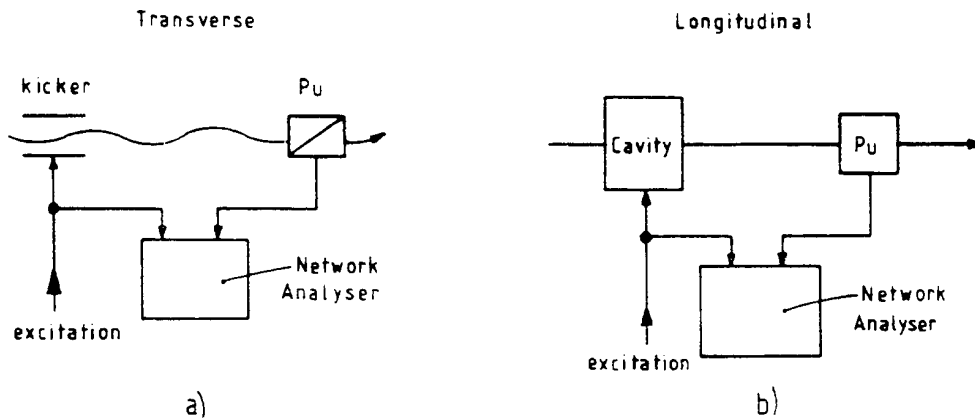 Transverse
kicker
Pu
Network
Analyser
excitation
a)
Longitudinal
Cavity
Pu
Network
Analyser
excitation
b)